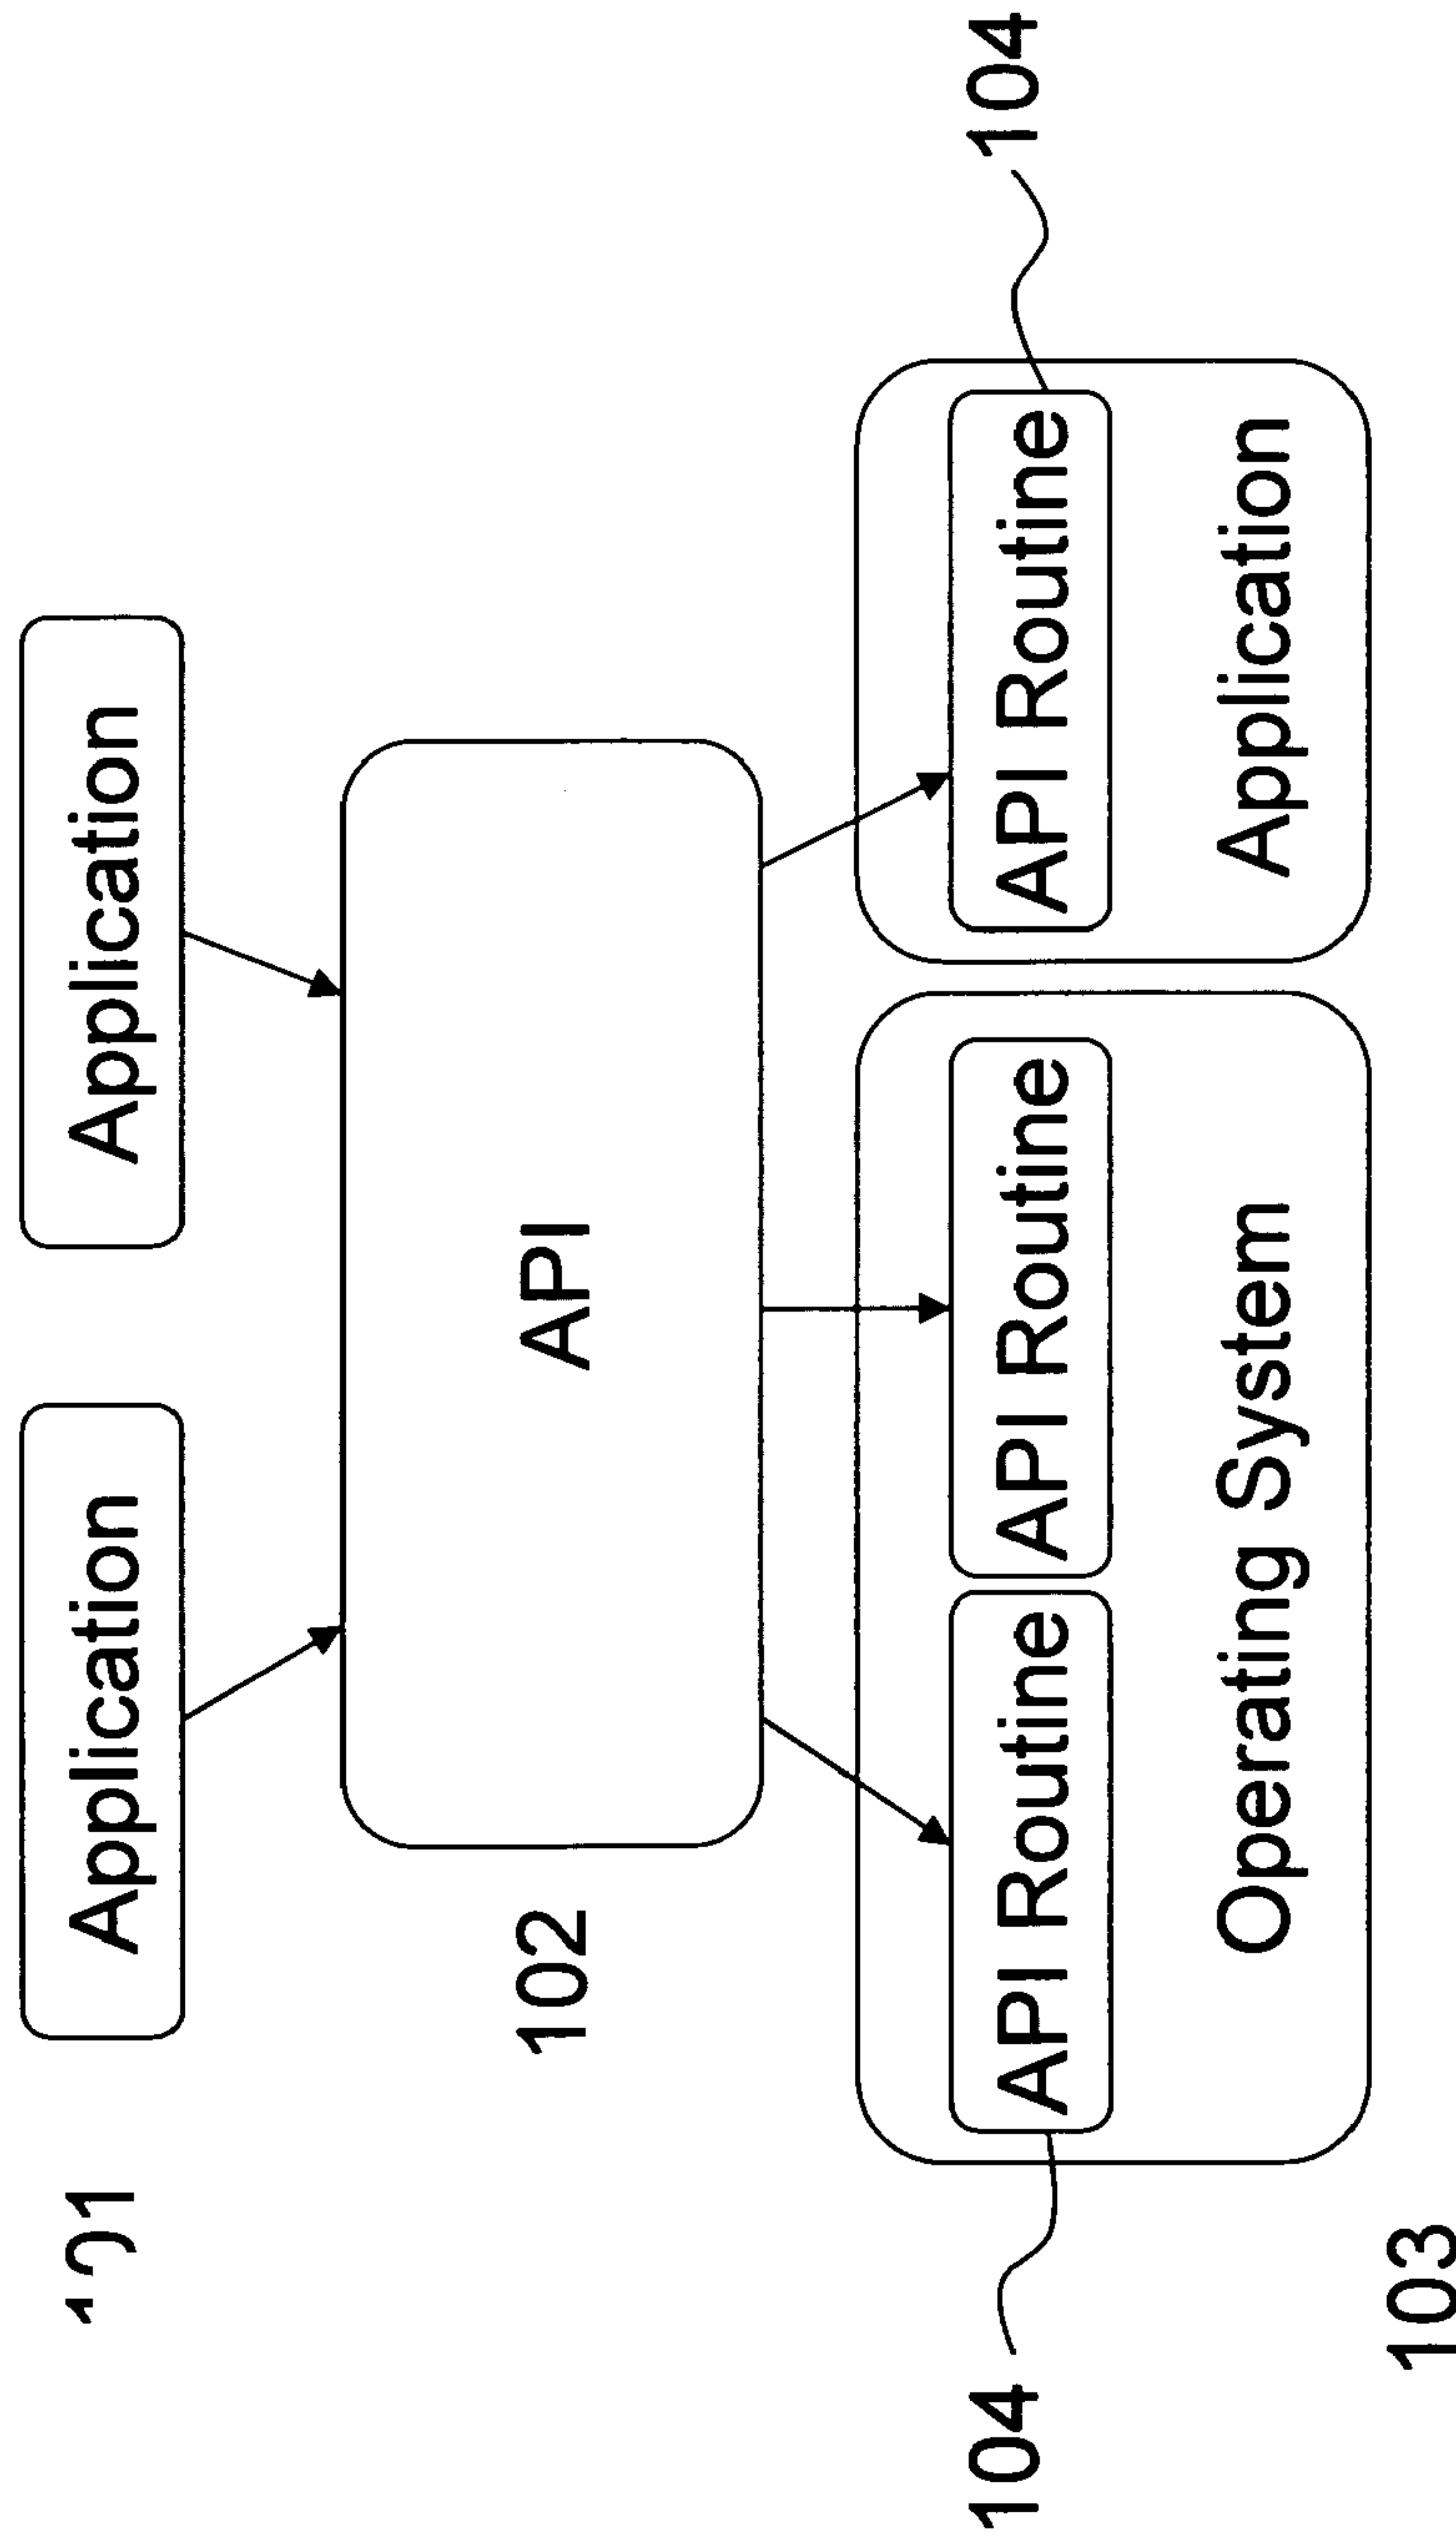 101
Application
Application
102
API
104
API Routine
API Routine
API Routine
104
Operating System
Application
103